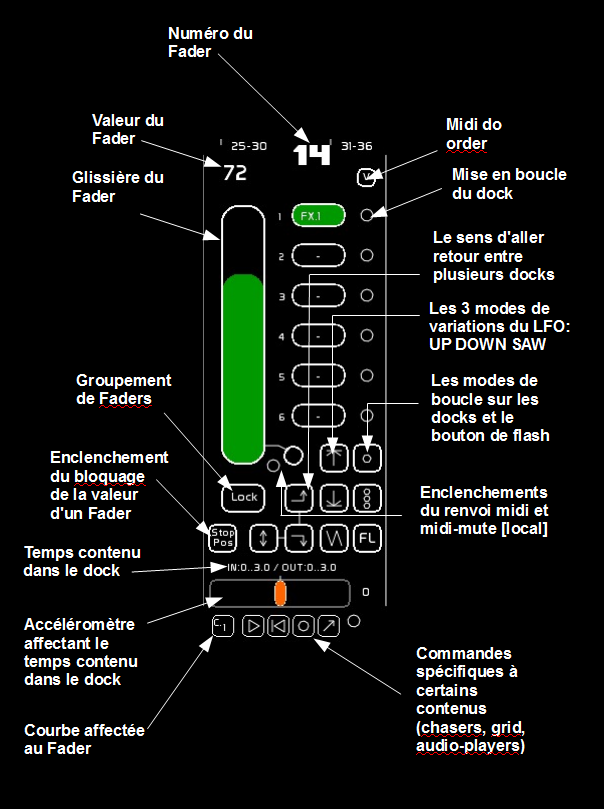 Numéro du
Fader
Valeur du
Fader
25-30
14
31-36
Midi do
order
72
V
Glissière du
Fader
Mise en boucle
du dock
1 FX.1
2 -
3 -
4 -
5 -
6 -
Le sens d'aller
retour entre
plusieurs docks
Les 3 modes de
variations du LFO:
UP DOWN SAW
Groupement
de Faders
Les modes de
boucle sur les
docks et le
bouton de flash
Enclenchement
du bloquage
de la valeur
d'un Fader
Lock
Enclenchements
du renvoi midi et
midi-mute [local]
Stop
Pos
FL
Temps contenu
dans le dock
IN:0..3.0 / OUT:0..3.0
0
Accéléromètre
affectant le
temps contenu
dans le dock
C.
1
Commandes
spécifiques à
certains
contenus
(chasers, grid,
audio-players)
Courbe affectée
au Fader